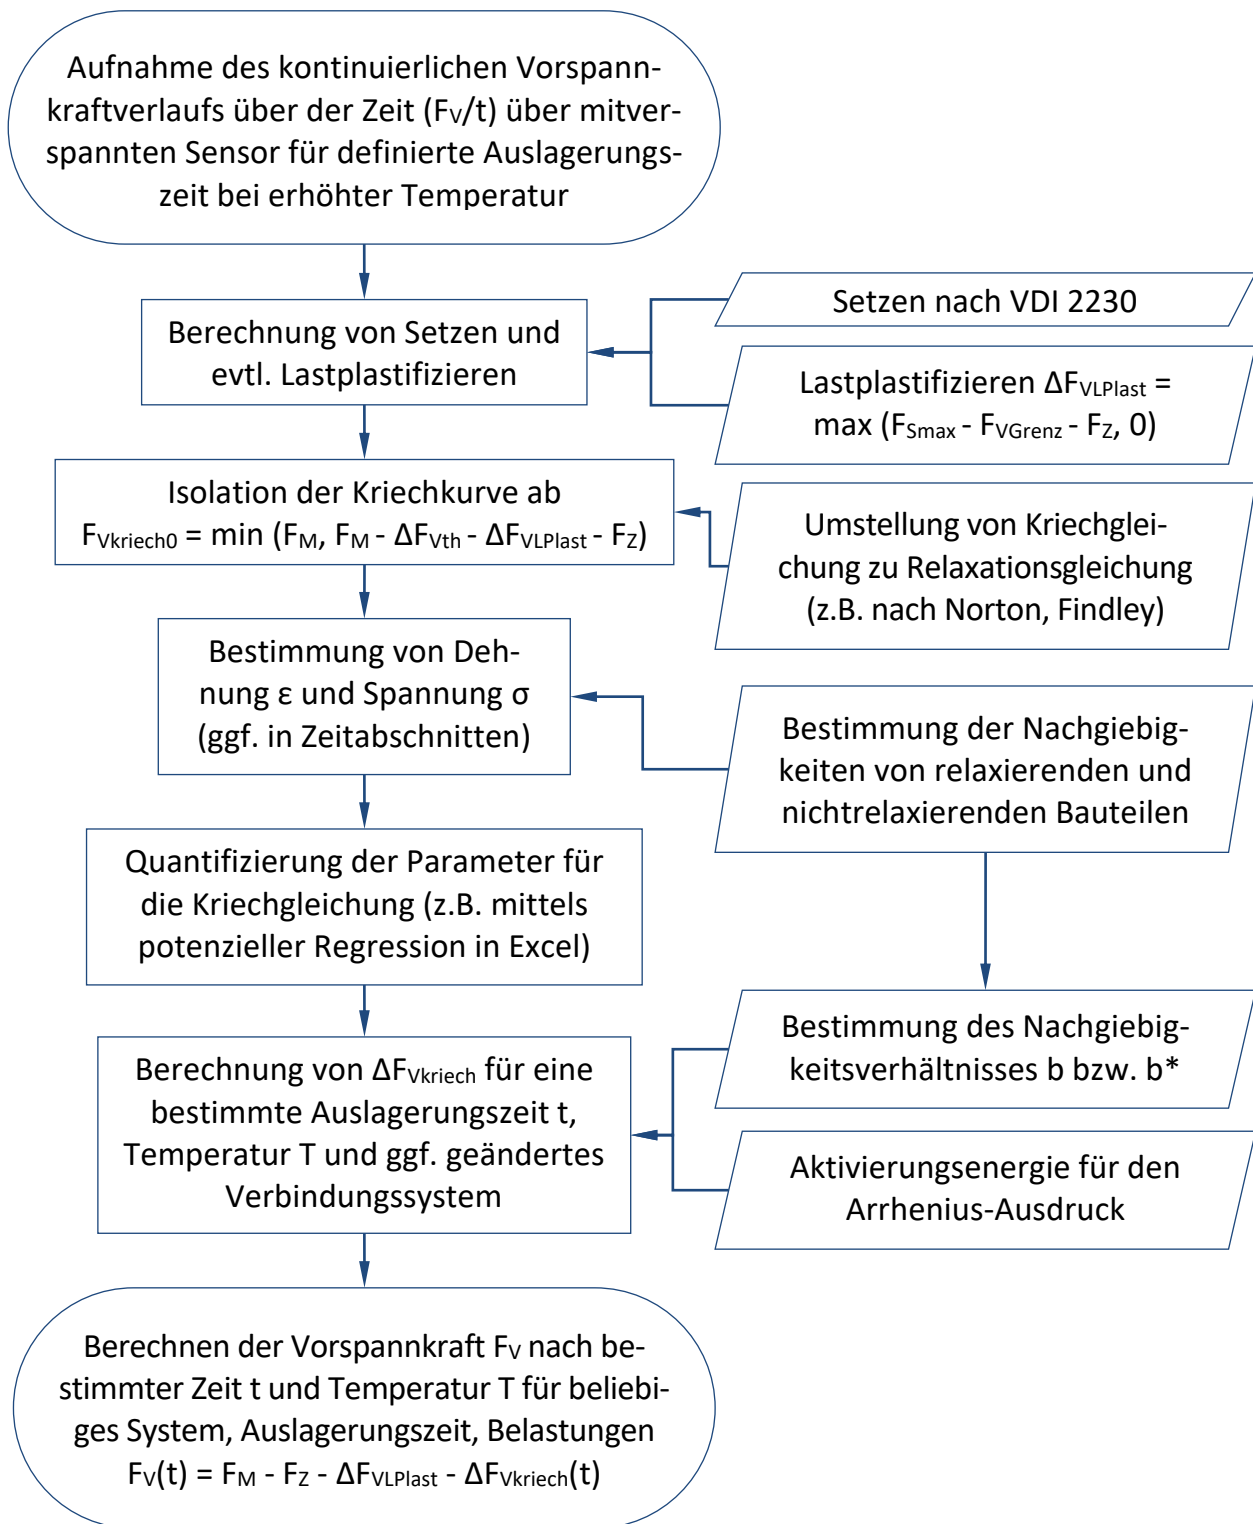 Aufnahme des kontinuierlichen Vorspann-
kraftverlaufs über der Zeit (FV/t) über mitver-
spannten Sensor für definierte Auslagerungs-
zeit bei erhöhter Temperatur
Berechnung von Setzen und
evtl. Lastplastifizieren
Setzen nach VDI 2230
Lastplastifizieren ΔFVLPlast =
max (FSmax - FVGrenz - FZ, 0)
Isolation der Kriechkurve ab
FVkriech0 = min (FM, FM - ΔFVth - ΔFVLPlast - FZ)
Umstellung von Kriechglei-
chung zu Relaxationsgleichung
(z.B. nach Norton, Findley)
Bestimmung von Deh-
nung ε und Spannung σ
(ggf. in Zeitabschnitten)
Bestimmung der Nachgiebig-
keiten von relaxierenden und
nichtrelaxierenden Bauteilen
Quantifizierung der Parameter für
die Kriechgleichung (z.B. mittels
potenzieller Regression in Excel)
Berechnung von ΔFVkriech für eine
bestimmte Auslagerungszeit t,
Temperatur T und ggf. geändertes
Verbindungssystem
Bestimmung des Nachgiebig-
keitsverhältnisses b bzw. b*
Aktivierungsenergie für den
Arrhenius-Ausdruck
Berechnen der Vorspannkraft FV nach be-
stimmter Zeit t und Temperatur T für beliebi-
ges System, Auslagerungszeit, Belastungen
FV(t) = FM - FZ - ΔFVLPlast - ΔFVkriech(t)